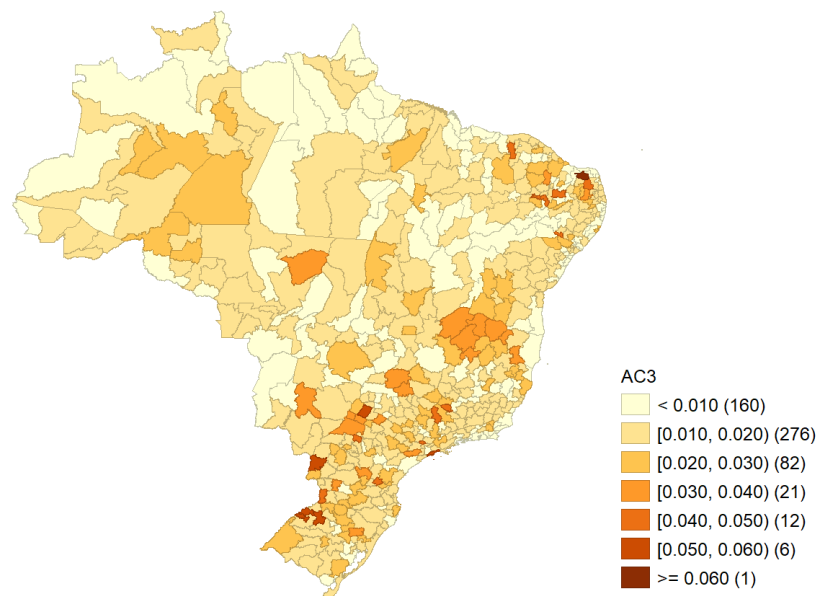 AC3
< 0.010 (160)
[0.010, 0.020) (276)
[0.020, 0.030) (82)
[0.030, 0.040) (21)
[0.040, 0.050) (12)
[0.050, 0.060) (6)
>= 0.060 (1)